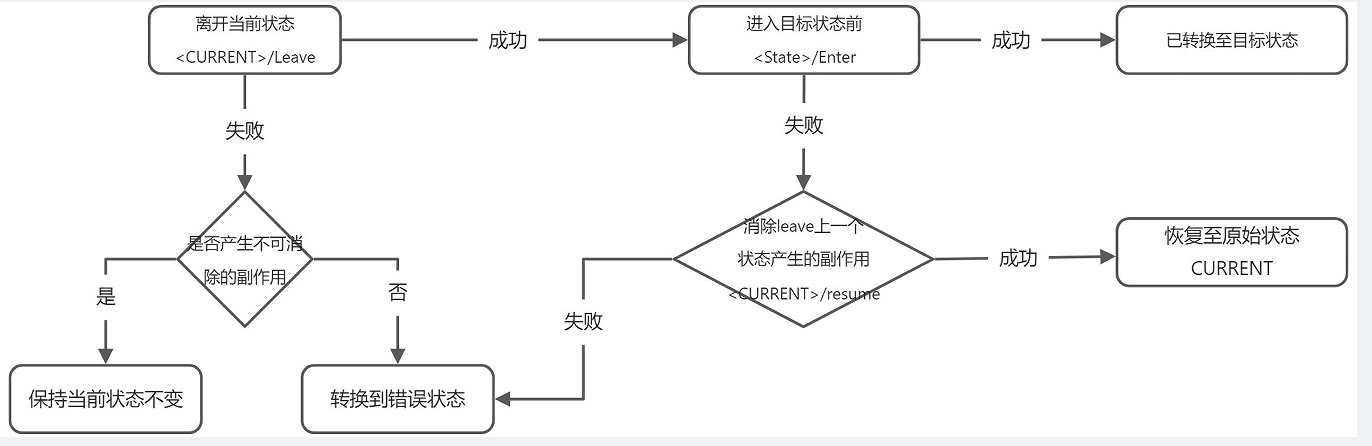 离开当前状态
<CURRENT>/Leave
成功
进入目标状态前
<State>/Enter
成功
已转换至目标状态
失败
失败
是否产生不可消
除的副作用
消除leave上一个
状态产生的副作用
<CURRENT>/resume
成功
恢复至原始状态
CURRENT
是
否
失败
保持当前状态不变
转换到错误状态